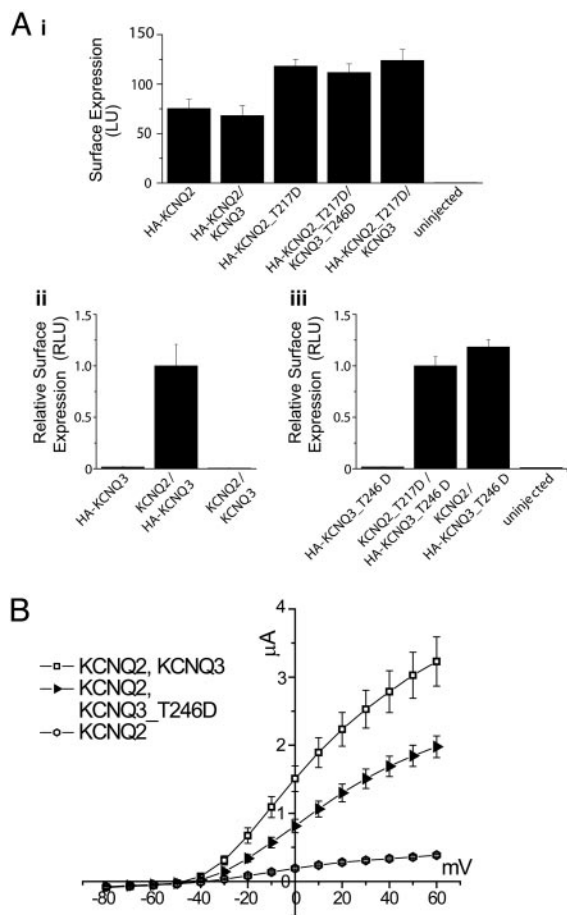 A i
Surface Expression
(LU)
150
100
50
0
HA-KCNQ2
HA-KCNQ2/
KCNQ3
HA-KCNQ2_T217D
HA-KCNQ2_T217D/
KCNQ3_T246D
HA-KCNQ2_T217D/
KCNQ3
uninjected
ii
Relative Surface
Expression (RLU)
1.5
1.0
0.5
0
HA-KCNQ3
KCNQ2/
HA-KCNQ3
KCNQ2/
KCNQ3
iii
Relative Surface
Expression (RLU)
1.5
1.0
0.5
0
HA-KCNQ3_T246 D
KCNQ2_T217D/
HA-KCNQ3_T246 D
KCNQ2/
HA-KCNQ3_T246 D
uninjected
B
KCNQ2, KCNQ3
KCNQ2,
KCNQ3_T246D
KCNQ2
µA
4
3
2
1
0
mV
-80 -60 -40 -20 0 20 40 60